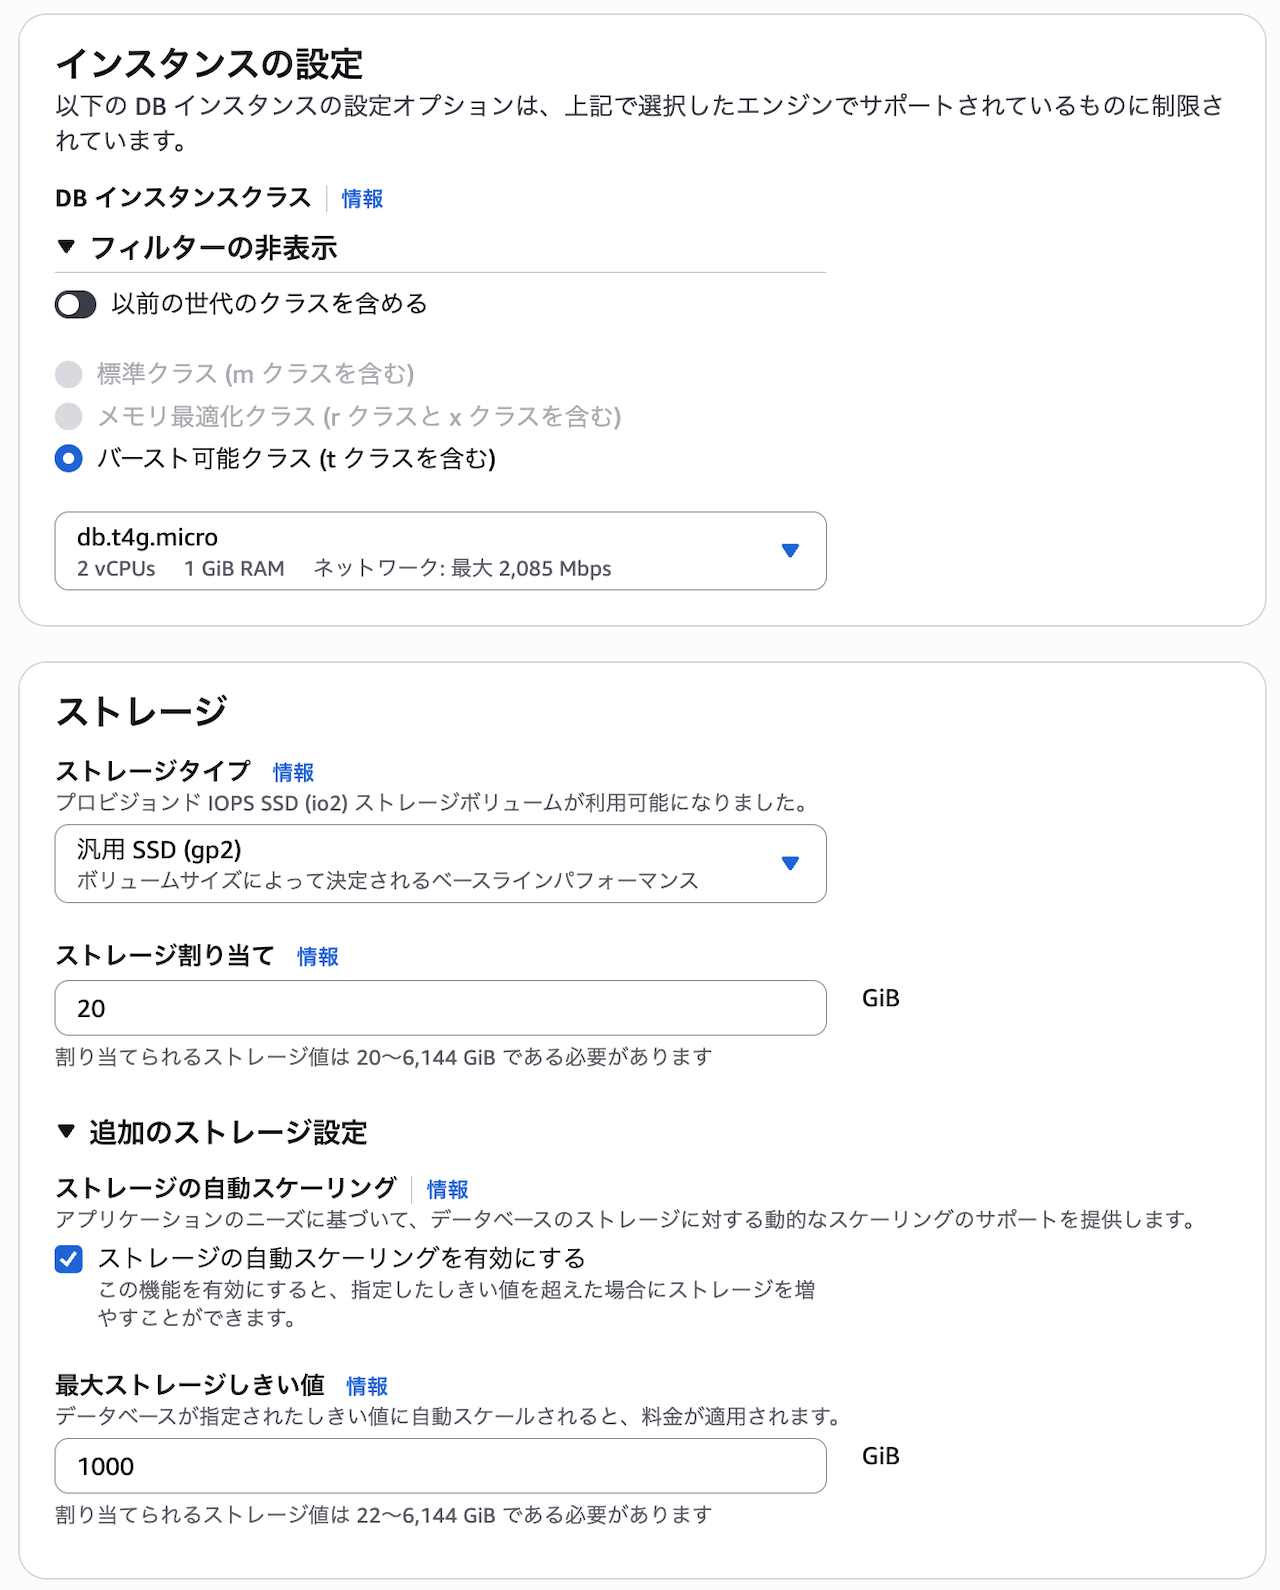 インスタンスの設定
以下の DB インスタンスの設定オプションは、上記で選択したエンジンでサポートされているものに制限さ
れています。
DB インスタンスクラス 情報
フィルターの非表示
以前の世代のクラスを含める
標準クラス (m クラスを含む)
メモリ最適化クラス (r クラスと x クラスを含む)
バースト可能クラス (t クラスを含む)
db.t4g.micro
2 vCPUs 1 GiB RAM ネットワーク: 最大 2,085 Mbps
ストレージ
ストレージタイプ 情報
プロビジョンド IOPS SSD (io2) ストレージボリュームが利用可能になりました。
汎用 SSD (gp2)
ボリュームサイズによって決定されるベースラインパフォーマンス
ストレージ割り当て 情報
20 GiB
割り当てられるストレージ値は 20～6,144 GiB である必要があります
追加のストレージ設定
ストレージの自動スケーリング 情報
アプリケーションのニーズに基づいて、データベースのストレージに対する動的なスケーリングのサポートを提供します。
ストレージの自動スケーリングを有効にする
この機能を有効にすると、指定したしきい値を超えた場合にストレージを増
やすことができます。
最大ストレージしきい値 情報
データベースが指定されたしきい値に自動スケールされると、料金が適用されます。
1000 GiB
割り当てられるストレージ値は 22～6,144 GiB である必要があります